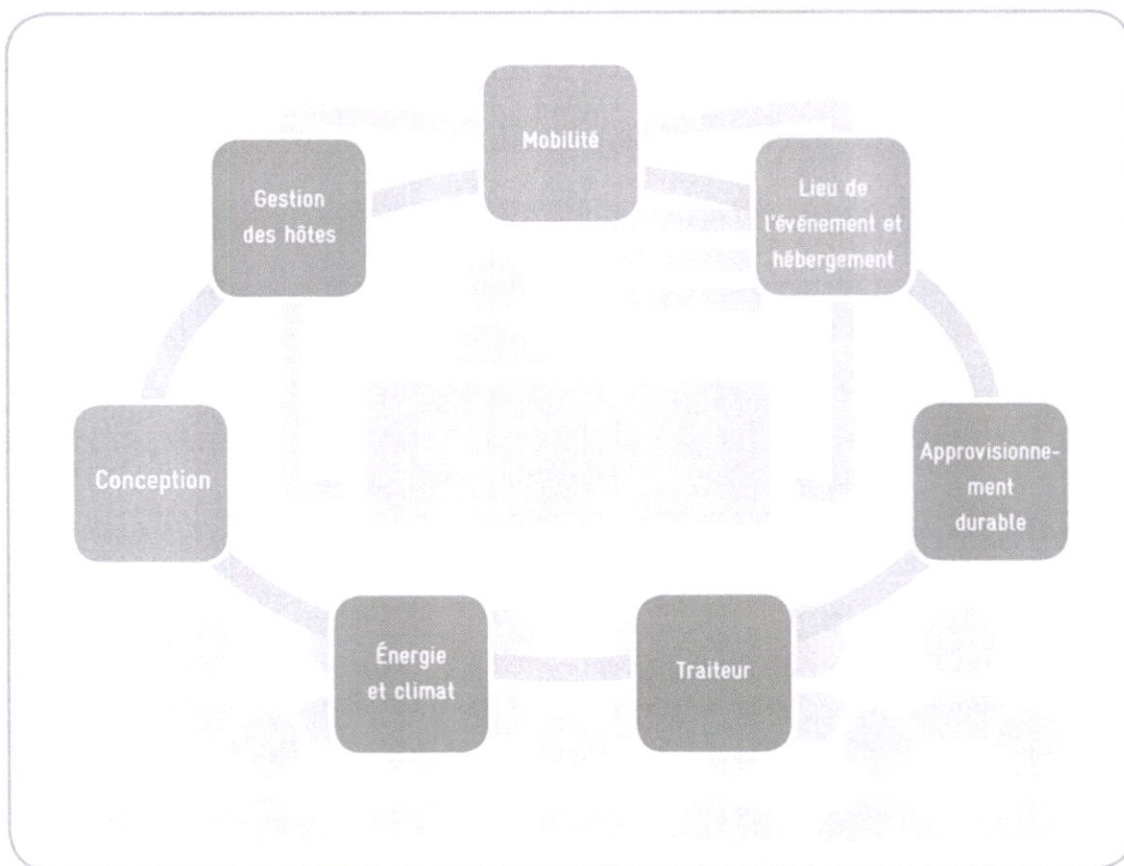 Mobilité
Lieu de
l'événement et
hébergement
Approvisionne-
ment
durable
Traiteur
Énergie
et climat
Conception
Gestion
des hôtes